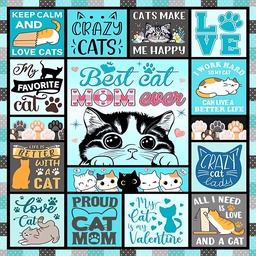 KEEP CALM
AND
LOVE CATS
CRAZY
CATS
CATS MAKE
ME HAPPY
LOVE
My
FAVORITE
cat
Best cat
MOM ever
I WORK HARD
SO MY CAT
CAN LIVE A
BETTER LIFE
LIFE IS
BETTER
WITH A
CAT
CRAZY
cat
lady
Love
Cat
PROUD
CAT
MOM
My
Cat
is my
Valentine
ALL I NEED
IS LOVE
AND A CAT